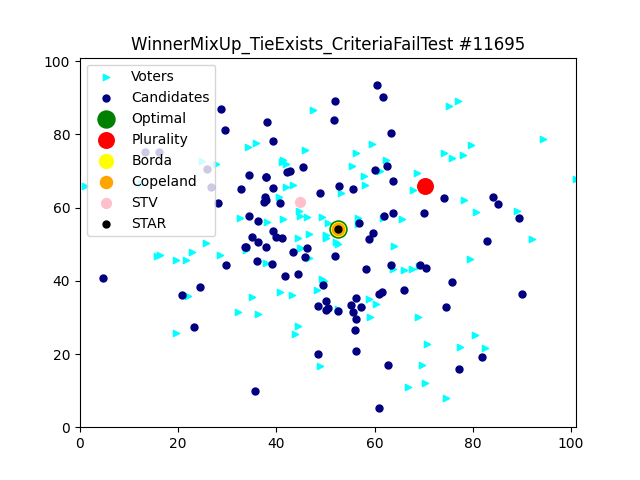 WinnerMixUp_TieExists_CriteriaFailTest #11695
Voters
Candidates
Optimal
Plurality
Borda
Copeland
STV
STAR
100
80
60
40
20
0
0 20 40 60 80 100